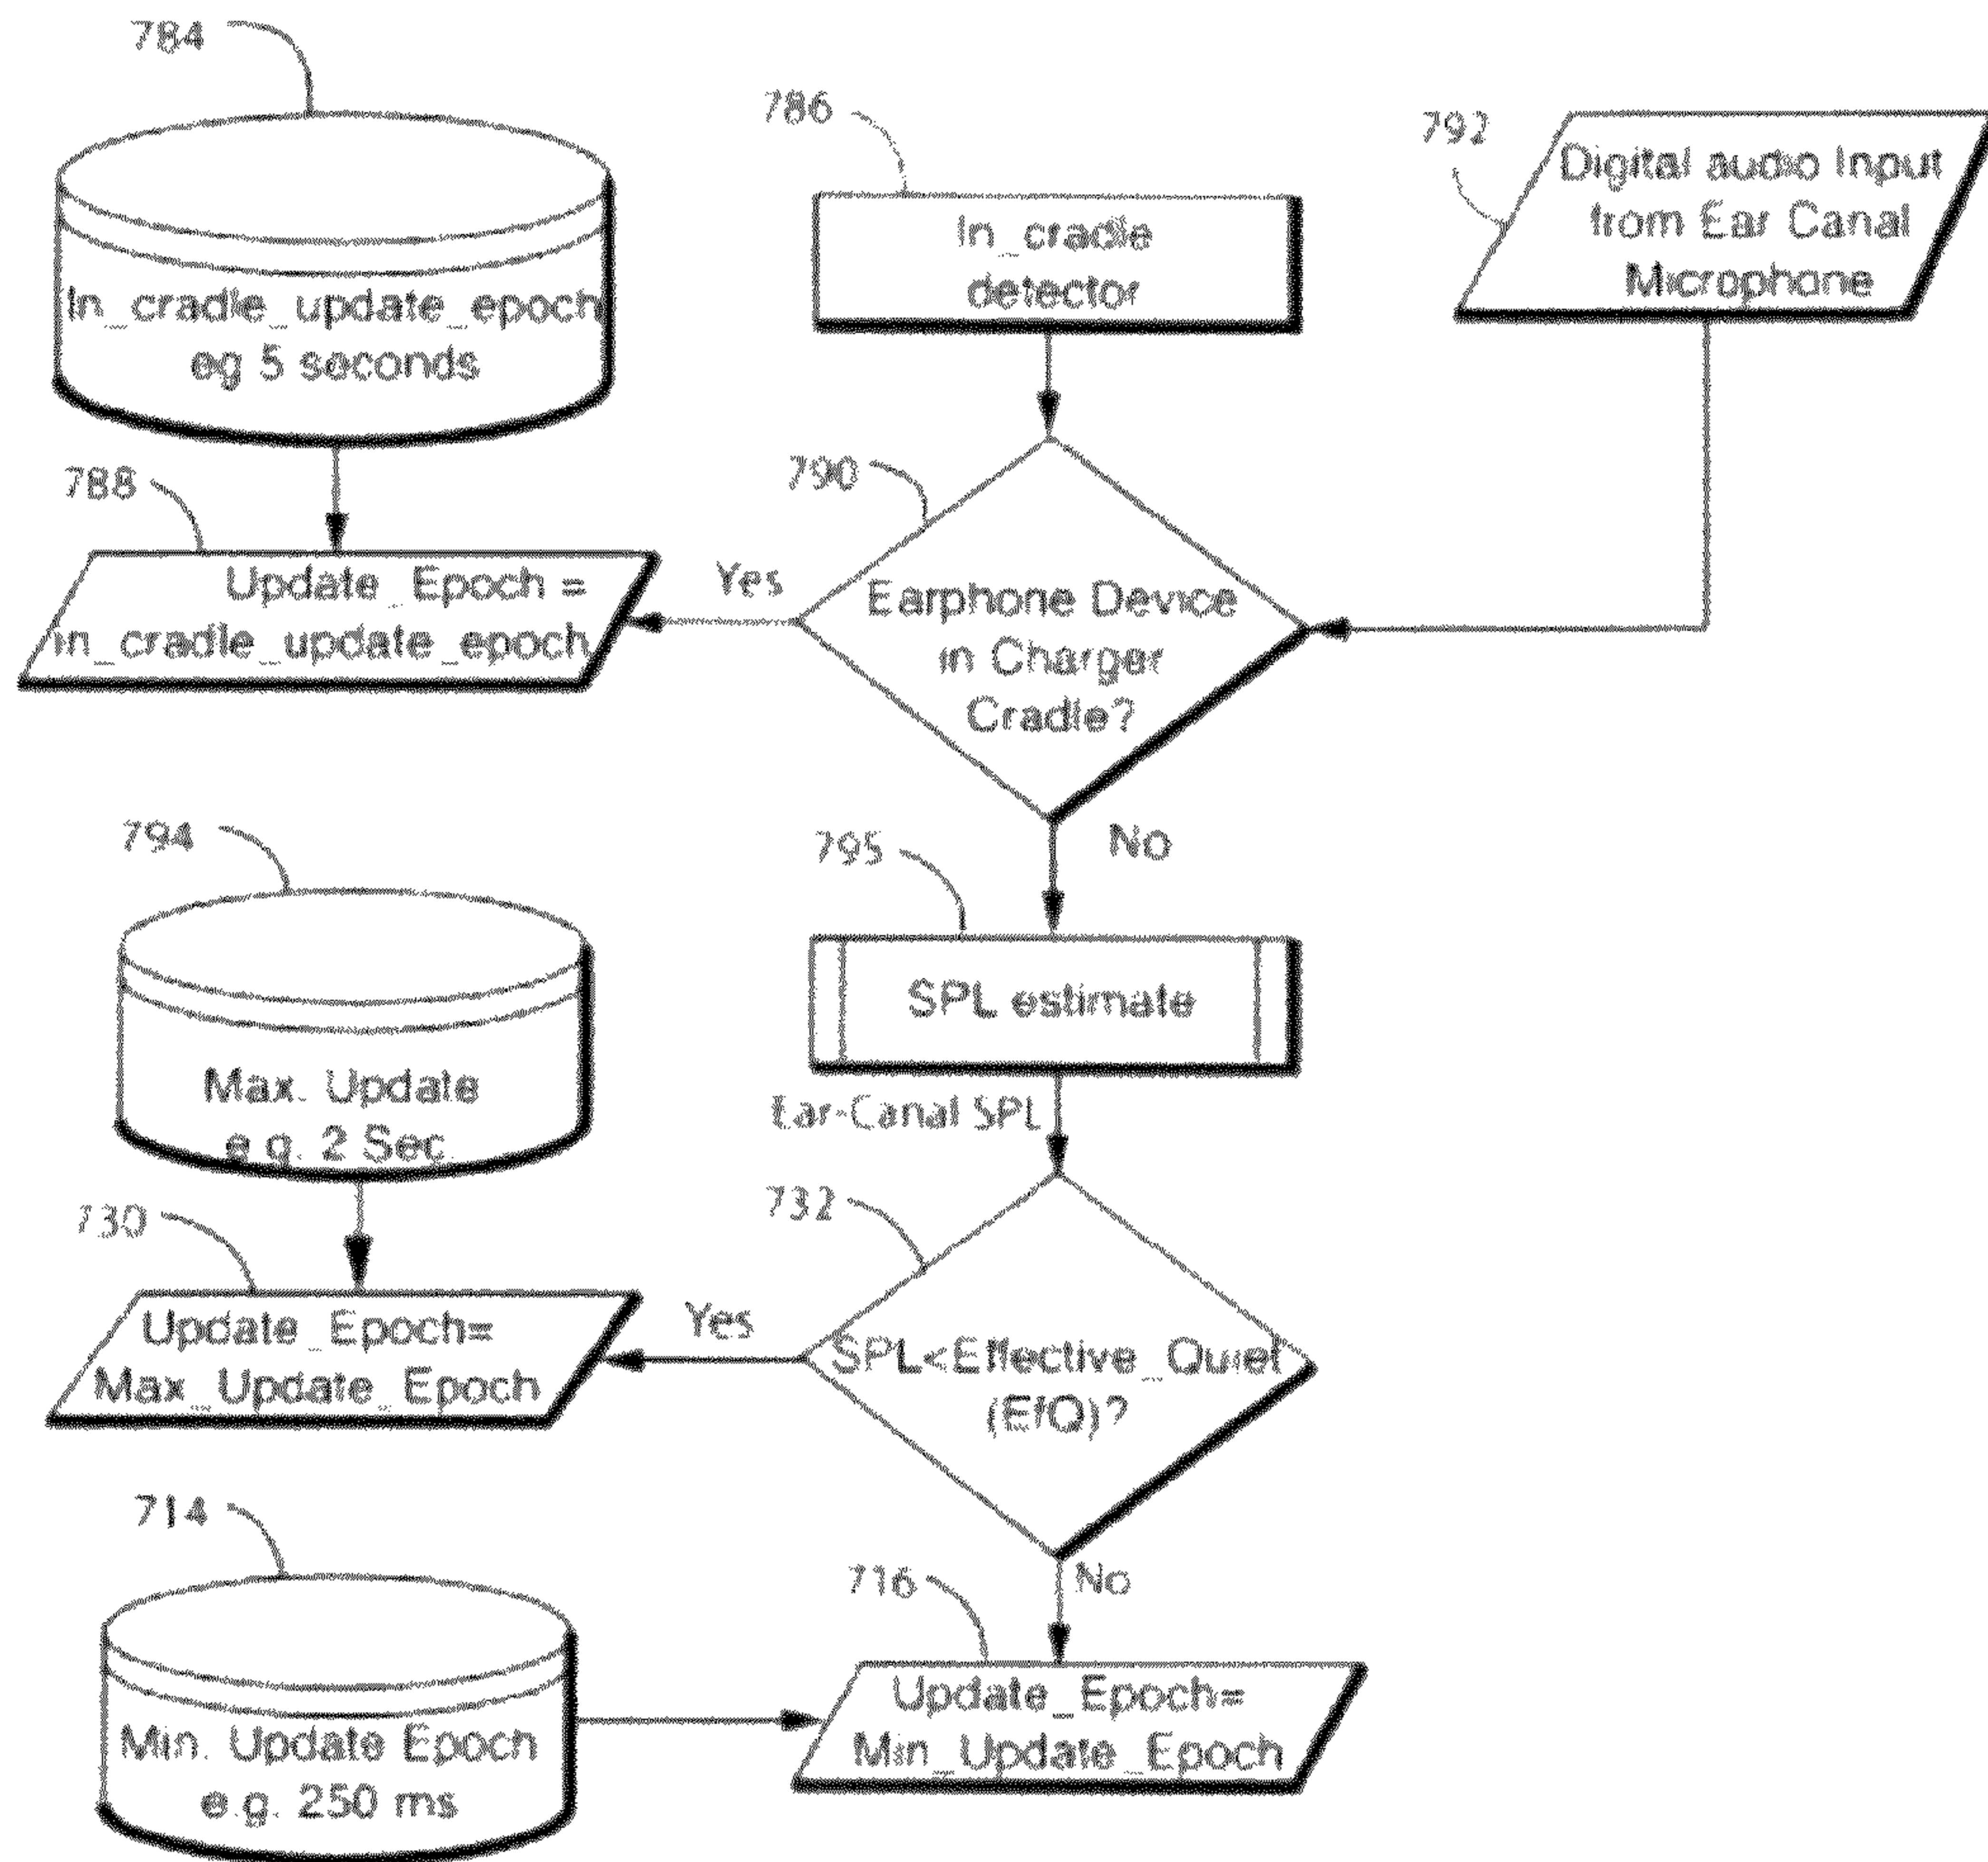 784
In_cradle_update_epoch
eg 5 seconds
786
In_cradle
detector
792
Digital audio Input
from Ear Canal
Microphone
788
Update_Epoch =
in_cradle_update_epoch
Yes
790
Earphone Device
in Charger
Cradle?
No
794
Max. Update
e.g. 2 Sec.
795
SPL estimate
Ear-Canal SPL
730
Update_Epoch=
Max_Update_Epoch
Yes
732
SPL<Effective_Quiet
(EfQ)?
No
714
Min. Update Epoch
e.g. 250 ms
716
Update_Epoch=
Min_Update_Epoch